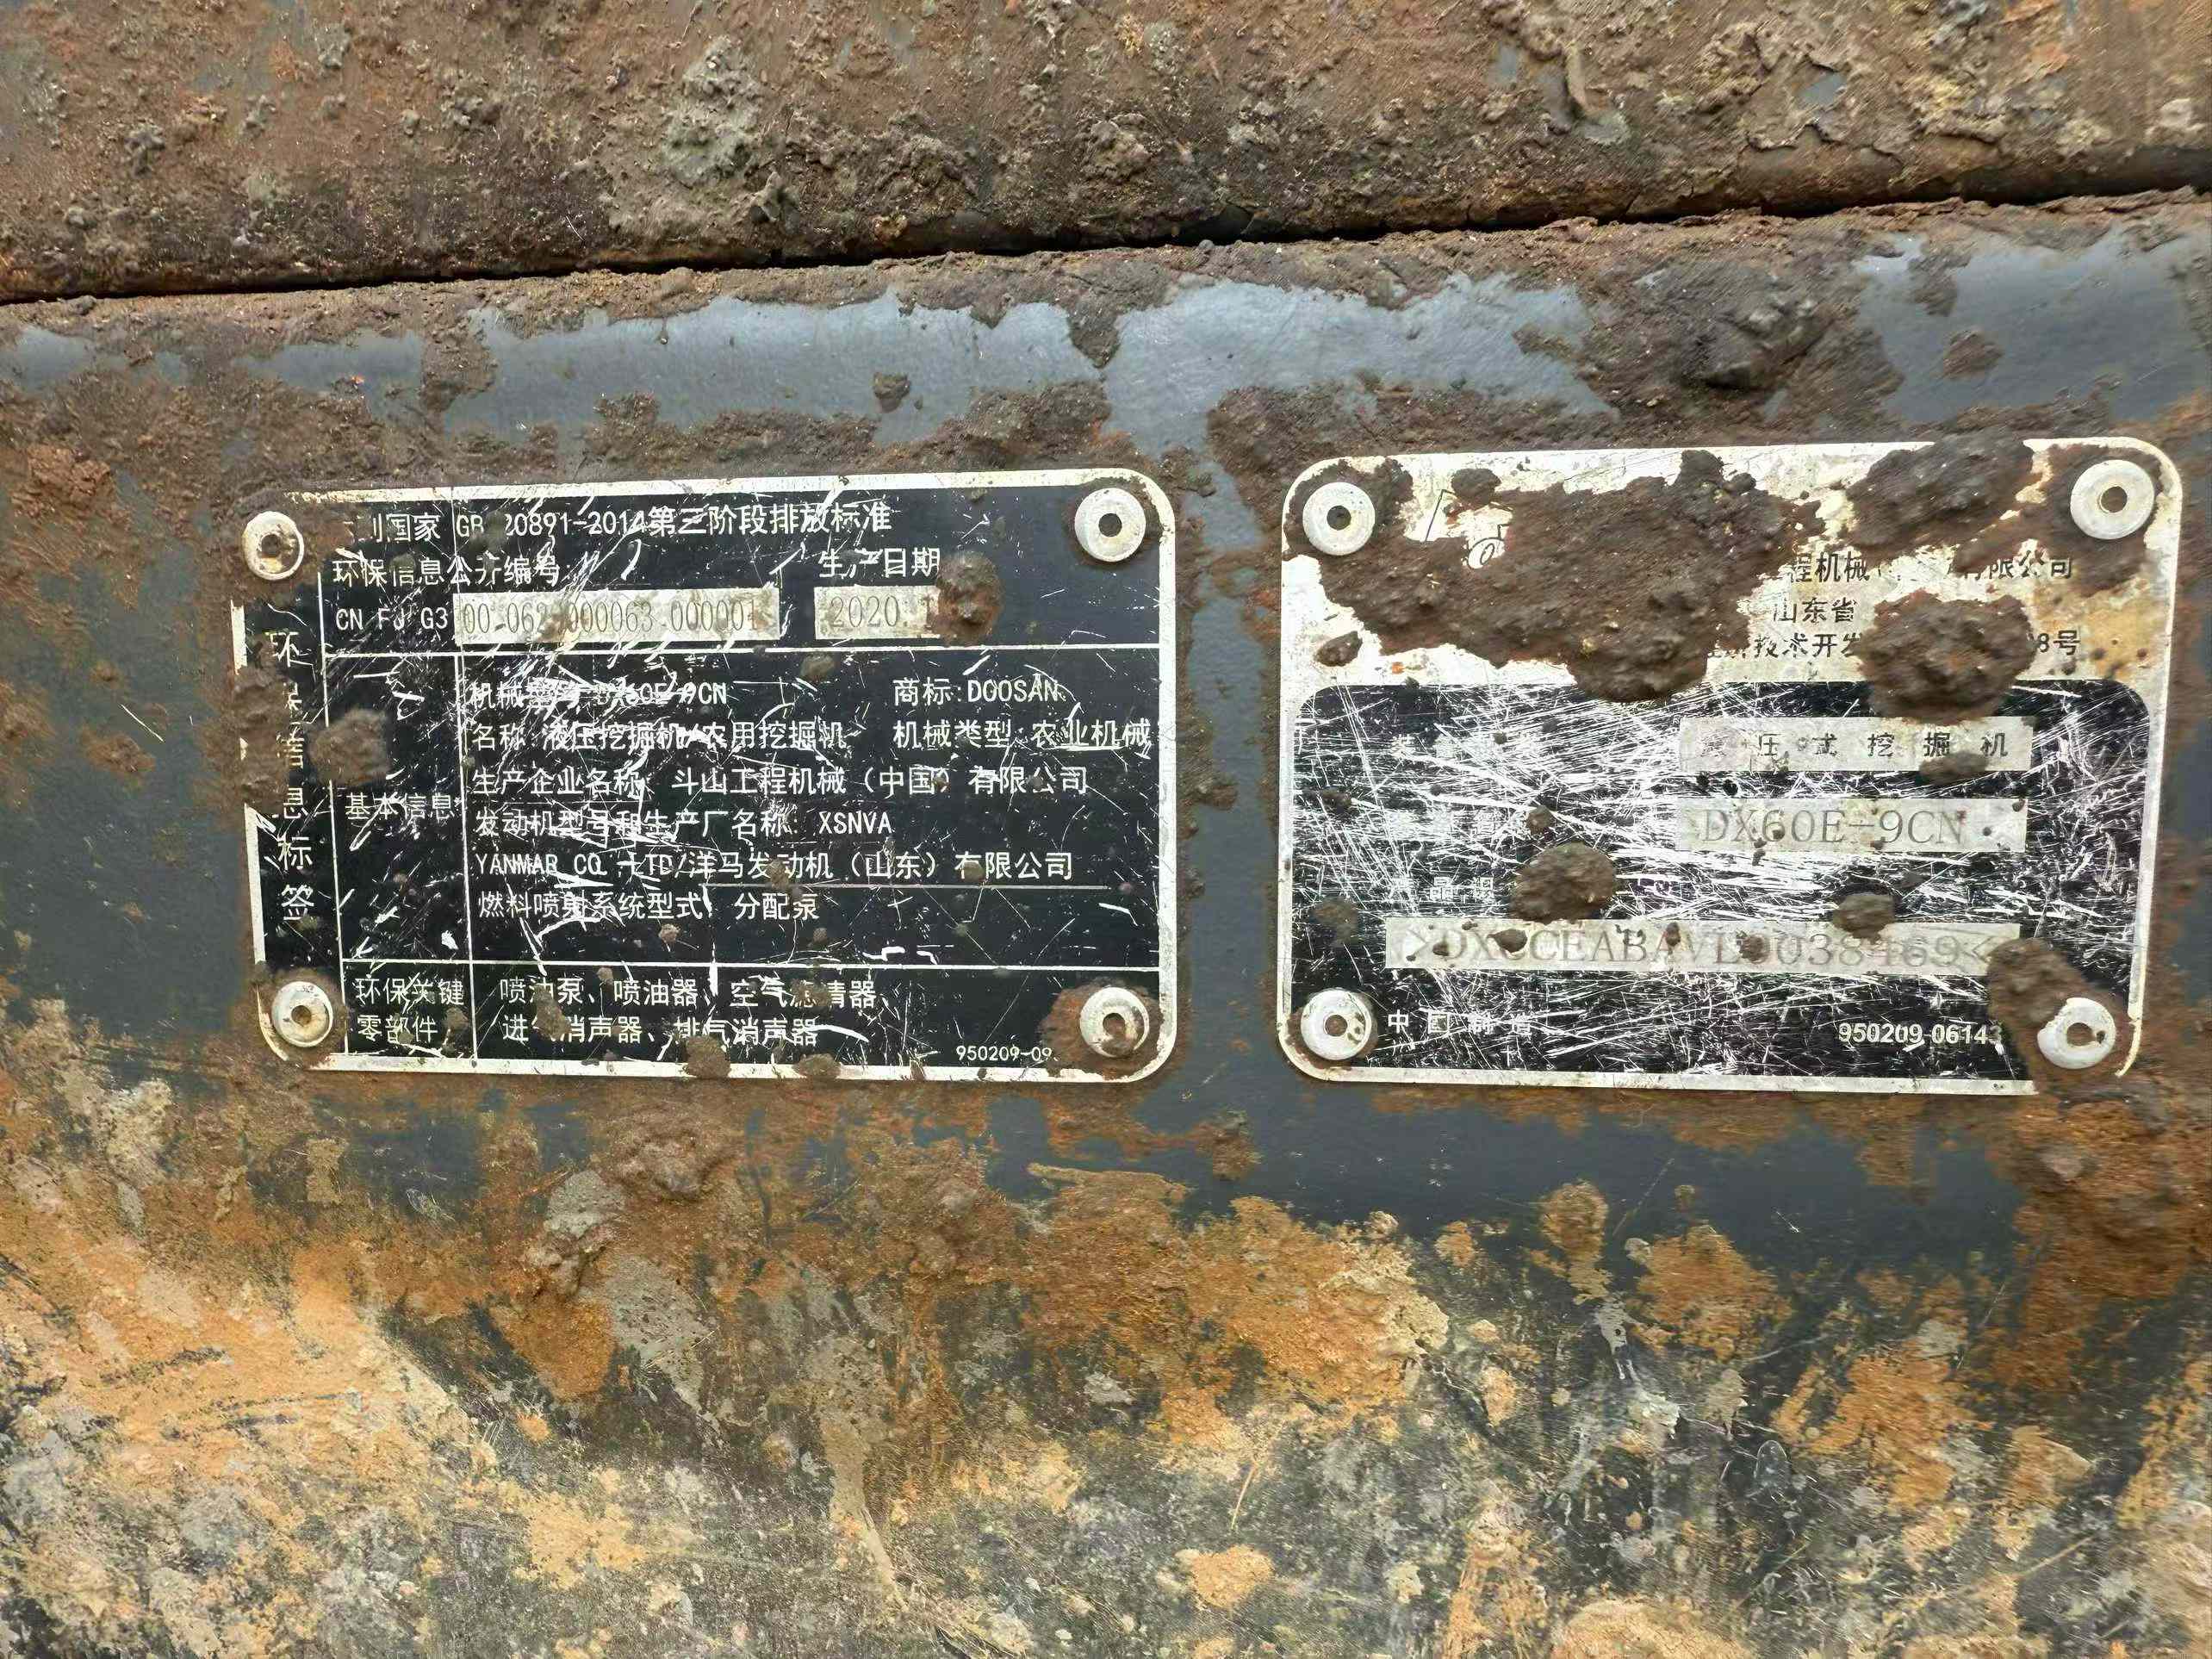 国家 GB 20891-2014第三阶段排放标准
环保信息公开编号 生产日期
CN FJ G3 000063 000001 2020.1
环保信息标签
基本信息
机械型号 DX60E-9CN 商标:DOOSAN
名称 液压挖掘机/农用挖掘机 机械类型:农业机械
生产企业名称: 斗山工程机械（中国）有限公司
发动机型号和生产厂名称: XSNVA
YANMAR CO LTD/洋马发动机（山东）有限公司
燃料喷射系统型式: 分配泵
环保关键零部件 喷油泵、喷油器、空气滤清器、
进气消声器、排气消声器
950209-09
程机械 有限公司
山东省
技术开发 8号
压 式 挖 掘 机
DX60E-9CN
中国制造
950209 06143